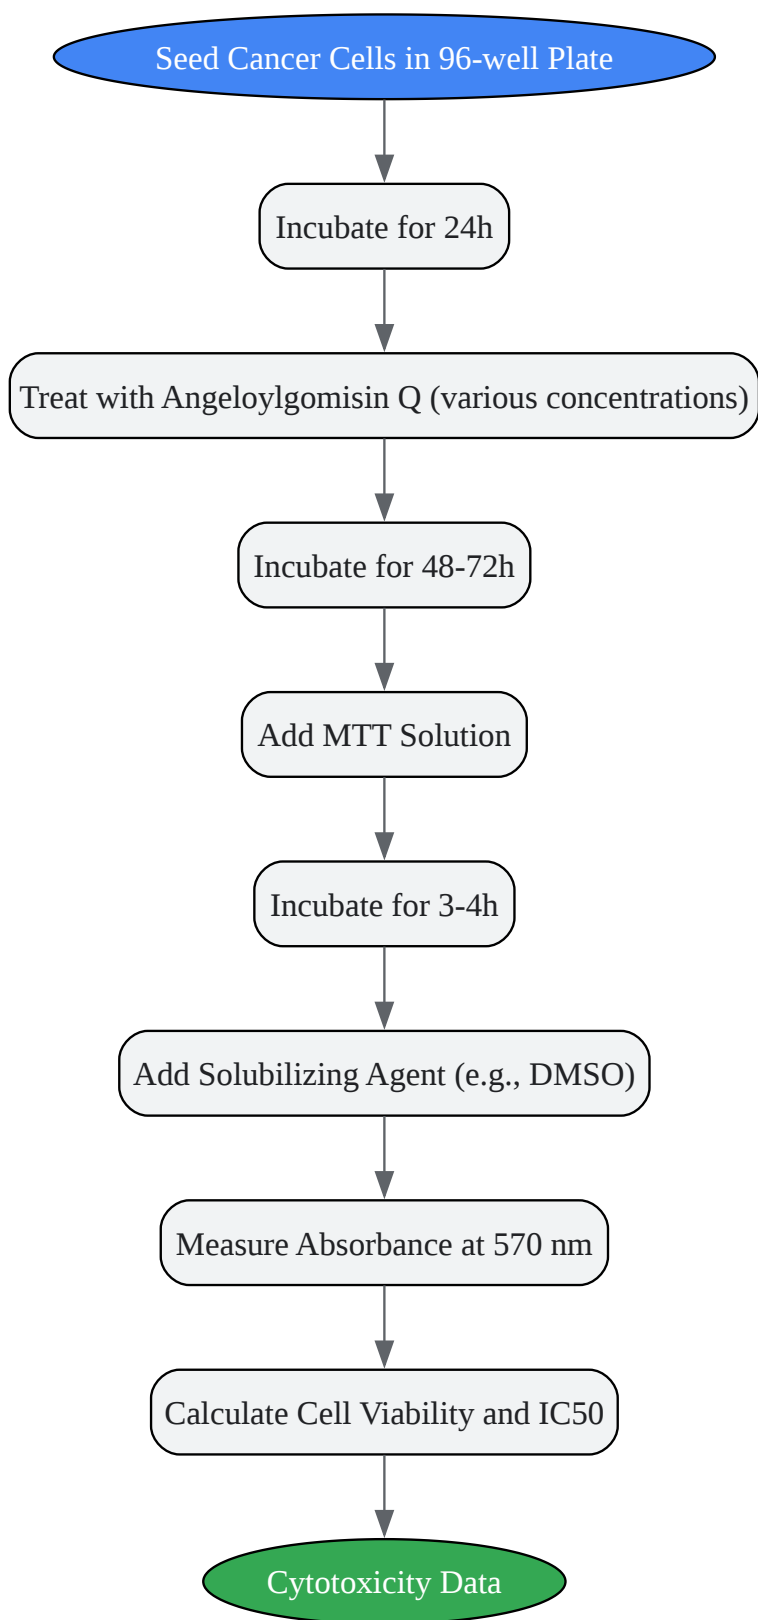 Seed Cancer Cells in 96-well Plate
Incubate for 24h
Treat with Angeloylgomisin Q (various concentrations)
Incubate for 48-72h
Add MTT Solution
Incubate for 3-4h
Add Solubilizing Agent (e.g., DMSO)
Measure Absorbance at 570 nm
Calculate Cell Viability and IC50
Cytotoxicity Data